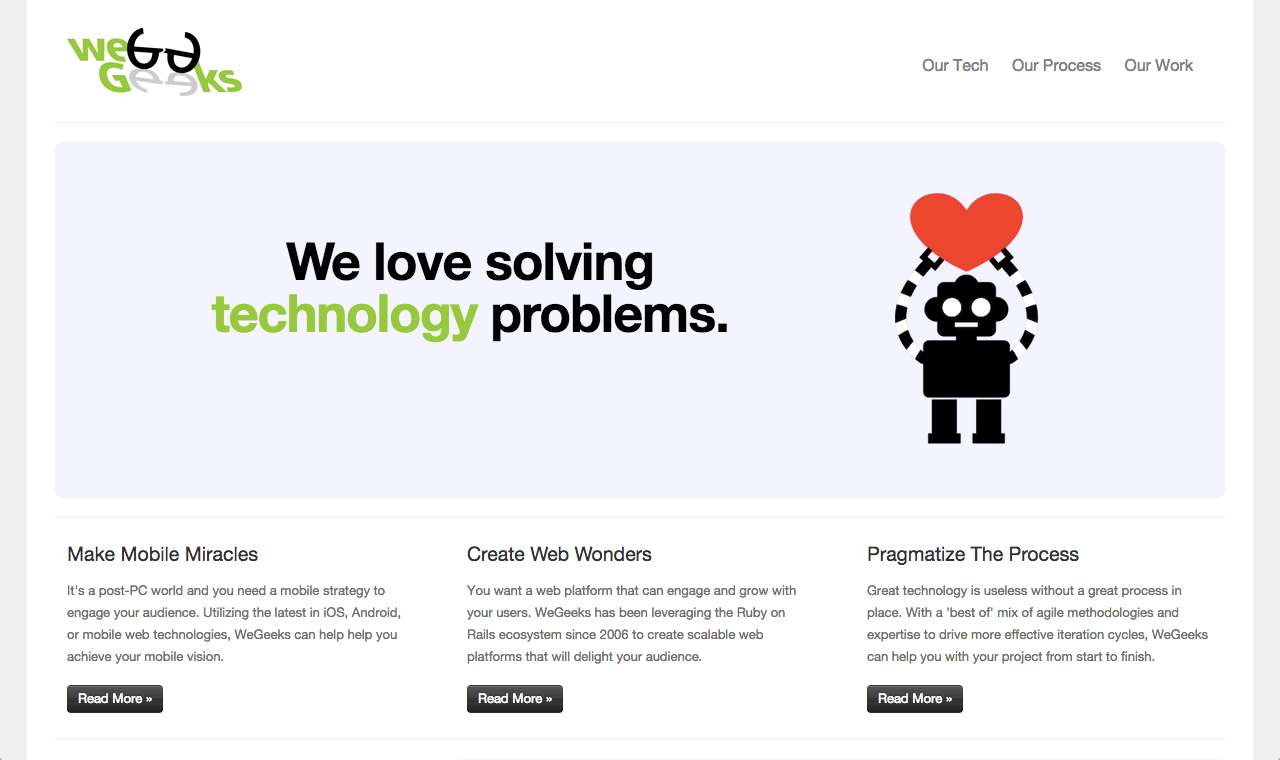 we
Geeks
Our Tech Our Process Our Work
We love solving
technology problems.
Make Mobile Miracles
It's a post-PC world and you need a mobile strategy to
engage your audience. Utilizing the latest in iOS, Android,
or mobile web technologies, WeGeeks can help help you
achieve your mobile vision.
Read More »
Create Web Wonders
You want a web platform that can engage and grow with
your users. WeGeeks has been leveraging the Ruby on
Rails ecosystem since 2006 to create scalable web
platforms that will delight your audience.
Read More »
Pragmatize The Process
Great technology is useless without a great process in
place. With a 'best of' mix of agile methodologies and
expertise to drive more effective iteration cycles, WeGeeks
can help you with your project from start to finish.
Read More »